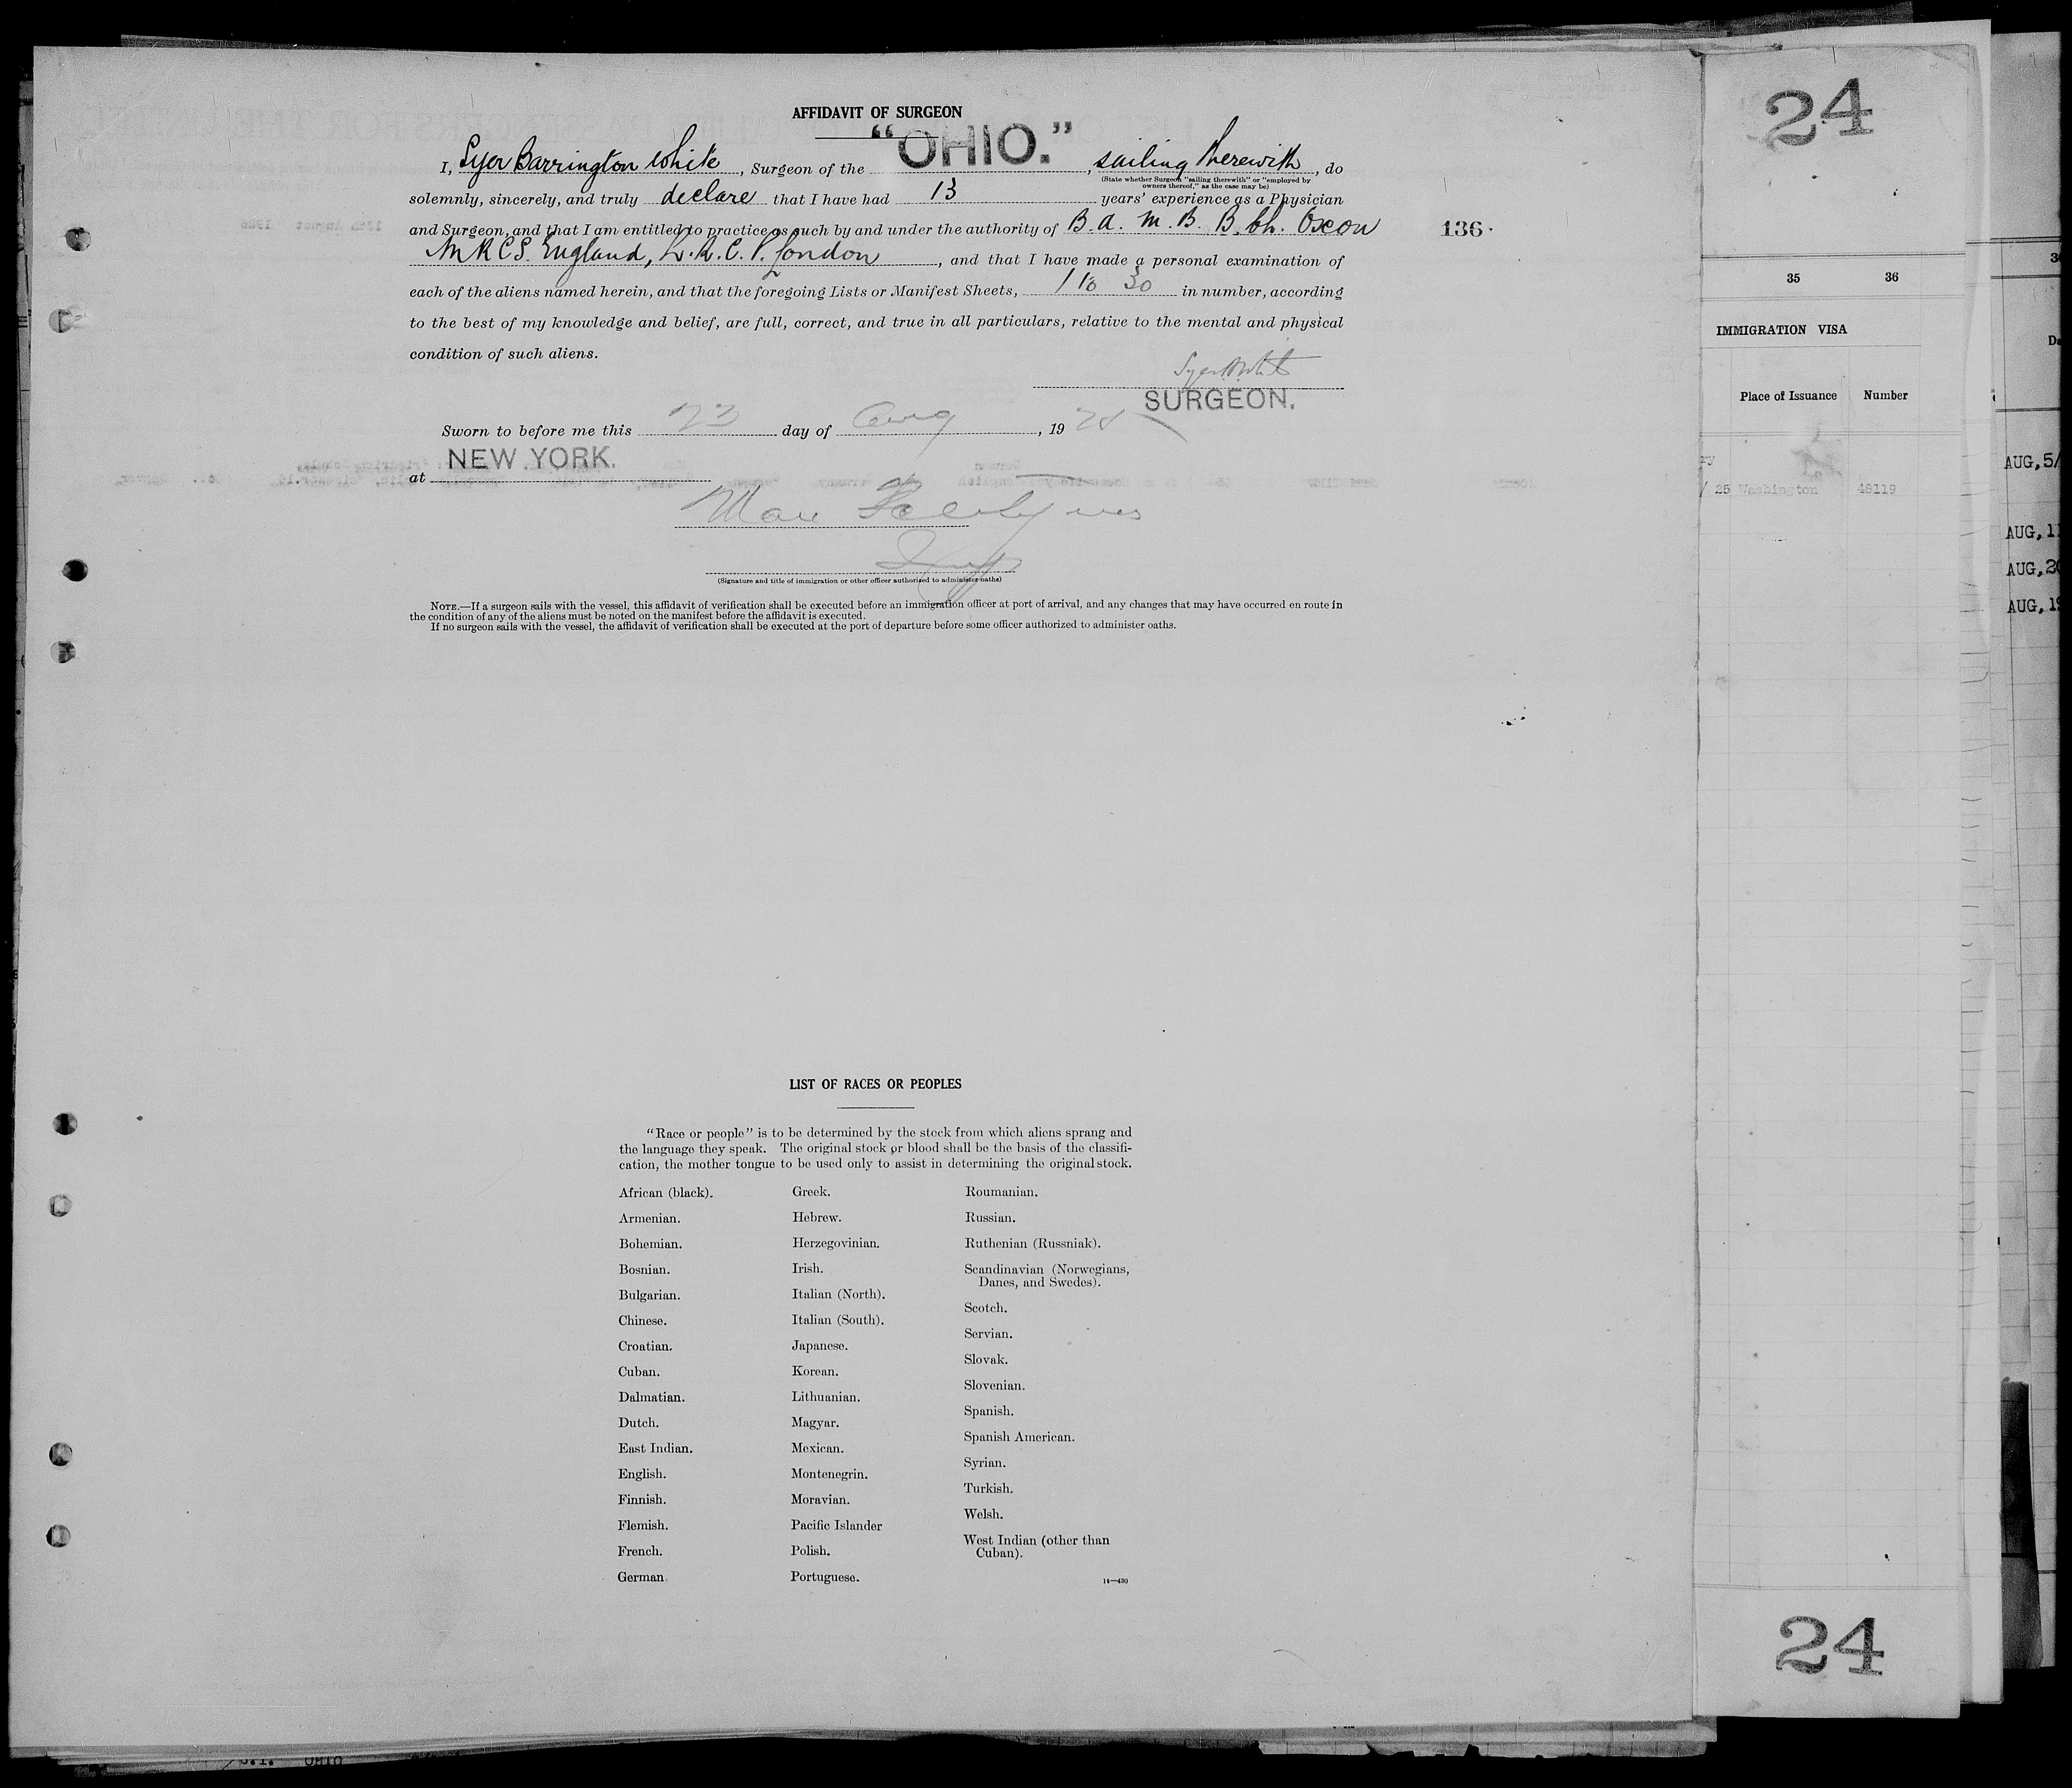 AFFIDAVIT OF SURGEON
I, Syer Barrington White, Surgeon of the "OHIO.", sailing therewith, do
(State whether Surgeon "sailing therewith" or "employed by
owners thereof," as the case may be)
solemnly, sincerely, and truly declare that I have had 13 years' experience as a Physician
and Surgeon, and that I am entitled to practice as such by and under the authority of B.A. M.B. B.Ch. Oxon
M R C S. England, L.R.C.P. London, and that I have made a personal examination of
each of the aliens named herein, and that the foregoing Lists or Manifest Sheets, 1 to 30 in number, according
to the best of my knowledge and belief, are full, correct, and true in all particulars, relative to the mental and physical
condition of such aliens.
SURGEON.
Sworn to before me this 23 day of Aug, 19
at NEW YORK.
(Signature and title of immigration or other officer authorized to administer oaths)
NOTE.—If a surgeon sails with the vessel, this affidavit of verification shall be executed before an immigration officer at port of arrival, and any changes that may have occurred en route in
the condition of any of the aliens must be noted on the manifest before the affidavit is executed.
If no surgeon sails with the vessel, the affidavit of verification shall be executed at the port of departure before some officer authorized to administer oaths.
136
LIST OF RACES OR PEOPLES
"Race or people" is to be determined by the stock from which aliens sprang and
the language they speak. The original stock or blood shall be the basis of the classifi-
cation, the mother tongue to be used only to assist in determining the original stock.
African (black).
Armenian.
Bohemian.
Bosnian.
Bulgarian.
Chinese.
Croatian.
Cuban.
Dalmatian.
Dutch.
East Indian.
English.
Finnish.
Flemish.
French.
German.
Greek.
Hebrew.
Herzegovinian.
Irish.
Italian (North).
Italian (South).
Japanese.
Korean.
Lithuanian.
Magyar.
Mexican.
Montenegrin.
Moravian.
Pacific Islander
Polish.
Portuguese.
Roumanian.
Russian.
Ruthenian (Russniak).
Scandinavian (Norwegians,
Danes, and Swedes).
Scotch.
Servian.
Slovak.
Slovenian.
Spanish.
Spanish American.
Syrian.
Turkish.
Welsh.
West Indian (other than
Cuban).
14—430
24
35 36
IMMIGRATION VISA
Place of Issuance Number
25 Washington 48119
24
AUG, 5/
AUG, 1
AUG, 2
AUG, 1
OHIO